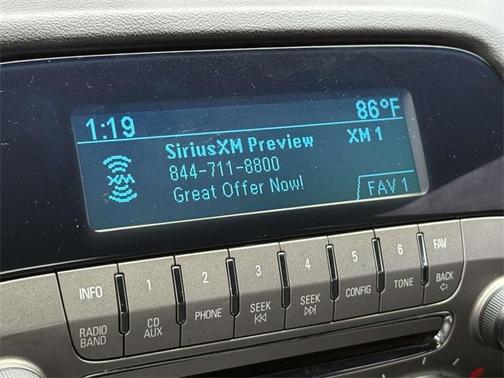 1:19 86°F
SiriusXM Preview XM 1
XM
844-711-8800
Great Offer Now!
FAV 1
INFO 1 2 3 4 5 6 FAV
RADIO BAND CD AUX PHONE SEEK SEEK CONFIG TONE BACK